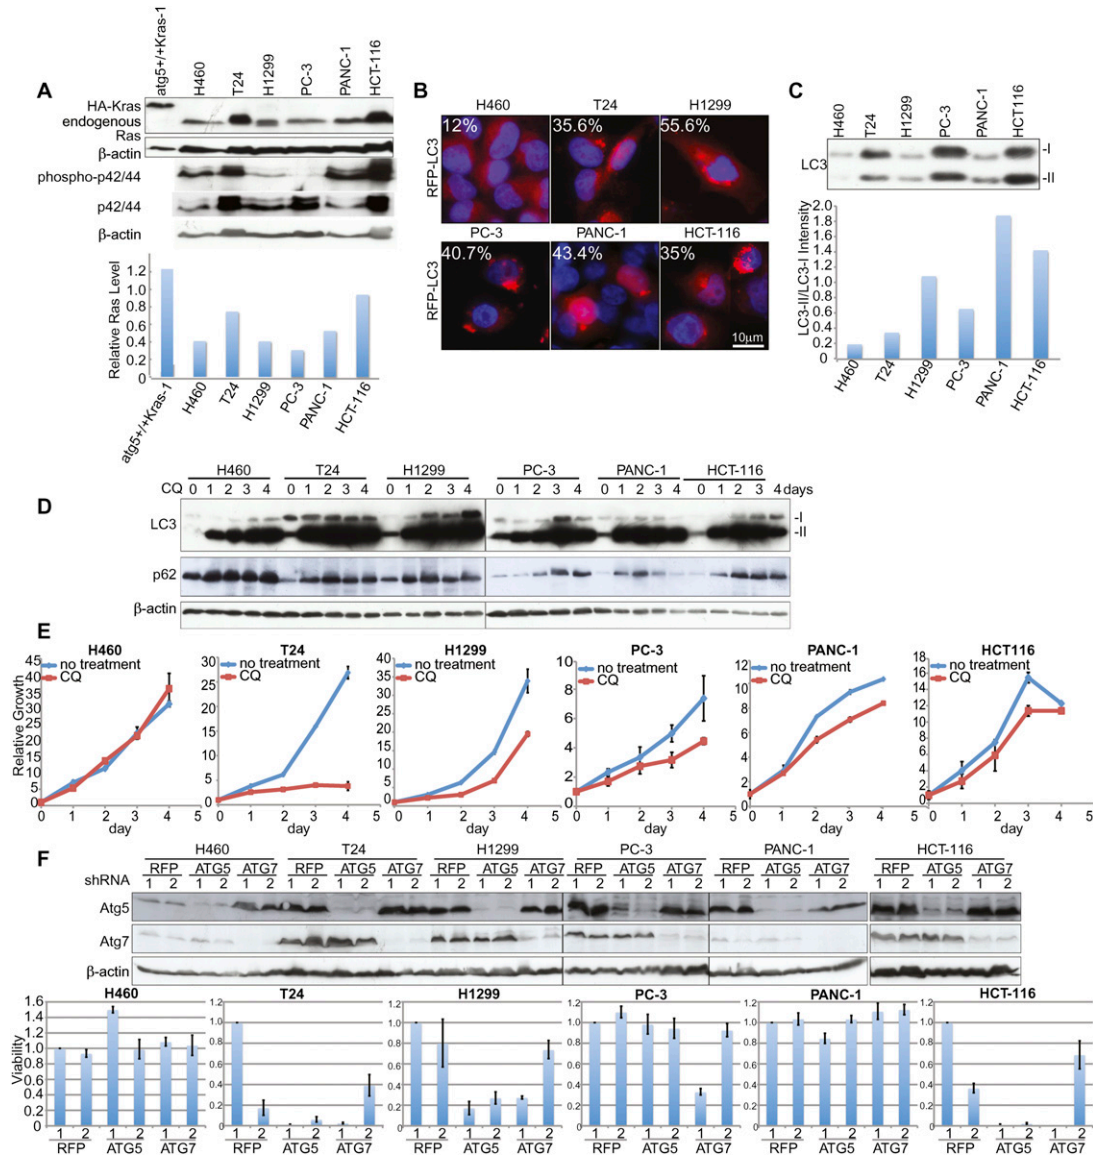 A
atg5+/+Kras-1
H460
T24
H1299
PC-3
PANC-1
HCT-116
HA-Kras
endogenous
Ras
β-actin
phospho-p42/44
p42/44
β-actin
Relative Ras Level
1.2
1.0
0.8
0.6
0.4
0.2
0
atg5+/+Kras-1
H460
T24
H1299
PC-3
PANC-1
HCT-116
B
H460 T24 H1299
RFP-LC3
12% 35.6% 55.6%
PC-3 PANC-1 HCT-116
RFP-LC3
40.7% 43.4% 35%
10μm
C
H460
T24
H1299
PC-3
PANC-1
HCT116
LC3
-I
-II
LC3-II/LC3-I Intensity
2.0
1.8
1.6
1.4
1.2
1.0
0.8
0.6
0.4
0.2
0
H460
T24
H1299
PC-3
PANC-1
HCT-116
D
H460 T24 H1299 PC-3 PANC-1 HCT-116
CQ 0 1 2 3 4 0 1 2 3 4 0 1 2 3 4 0 1 2 3 4 0 1 2 3 4 0 1 2 3 4 days
LC3
-I
-II
p62
β-actin
E
Relative Growth
H460
no treatment
CQ
45
40
35
30
25
20
15
10
5
0
0 1 2 3 4 5
day
T24
no treatment
CQ
30
25
20
15
10
5
0
0 1 2 3 4 5
day
H1299
no treatment
CQ
40
35
30
25
20
15
10
5
0
0 1 2 3 4 5
day
PC-3
no treatment
CQ
10
8
6
4
2
0
0 1 2 3 4 5
day
PANC-1
no treatment
CQ
12
10
8
6
4
2
0
0 1 2 3 4 5
day
HCT116
no treatment
CQ
18
16
14
12
10
8
6
4
2
0
0 1 2 3 4 5
day
F
H460 T24 H1299 PC-3 PANC-1 HCT-116
RFP ATG5 ATG7 RFP ATG5 ATG7 RFP ATG5 ATG7 RFP ATG5 ATG7 RFP ATG5 ATG7 RFP ATG5 ATG7
shRNA 1 2 1 2 1 2 1 2 1 2 1 2 1 2 1 2 1 2 1 2 1 2 1 2 1 2 1 2 1 2 1 2 1 2 1 2
Atg5
Atg7
β-actin
Viability
H460
1.6
1.4
1.2
1.0
0.8
0.6
0.4
0.2
0
1 2 1 2 1 2
RFP ATG5 ATG7
T24
1.2
1
0.8
0.6
0.4
0.2
0
1 2 1 2 1 2
RFP ATG5 ATG7
H1299
1.2
1.0
0.8
0.6
0.4
0.2
0
1 2 1 2 1 2
RFP ATG5 ATG7
PC-3
1.2
1.0
0.8
0.6
0.4
0.2
0
1 2 1 2 1 2
RFP ATG5 ATG7
PANC-1
1.2
1.0
0.8
0.6
0.4
0.2
0
1 2 1 2 1 2
RFP ATG5 ATG7
HCT-116
1.2
1
0.8
0.6
0.4
0.2
0
1 2 1 2 1 2
RFP ATG5 ATG7